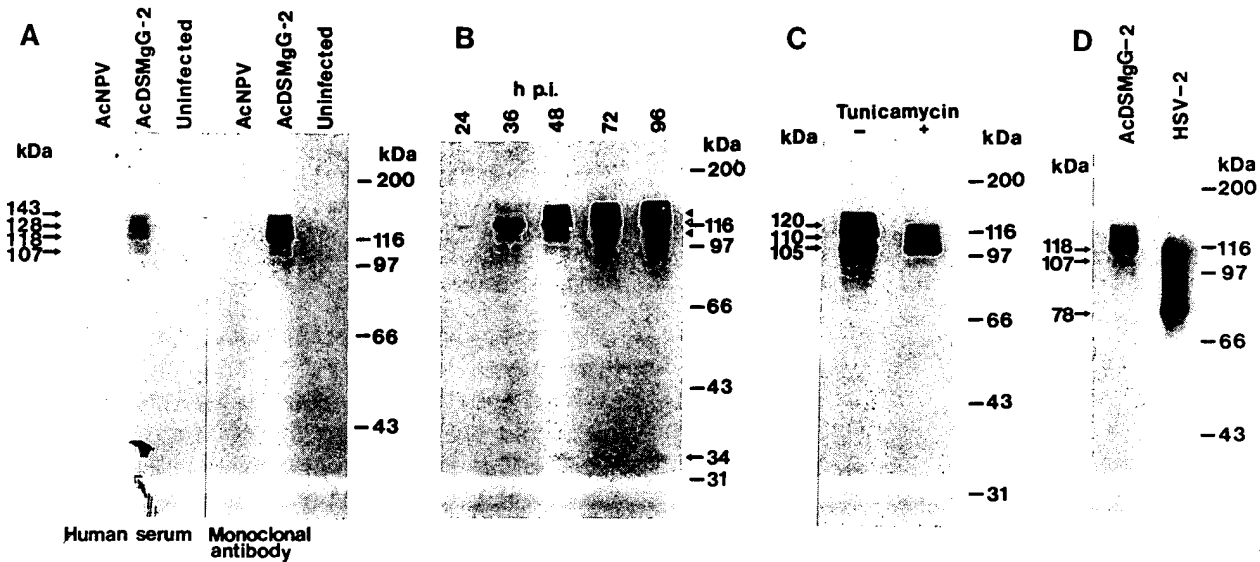 A
AcNPV
AcDSMgG-2
Uninfected
AcNPV
AcDSMgG-2
Uninfected
kDa
143
128
118
107
kDa
200
116
97
66
43
Human serum
Monoclonal
antibody
B
h p.i.
24
36
48
72
96
kDa
200
116
97
66
43
34
31
C
Tunicamycin
- +
kDa
120
110
105
kDa
200
116
97
66
43
31
D
AcDSMgG-2
HSV-2
kDa
118
107
78
kDa
200
116
97
66
43